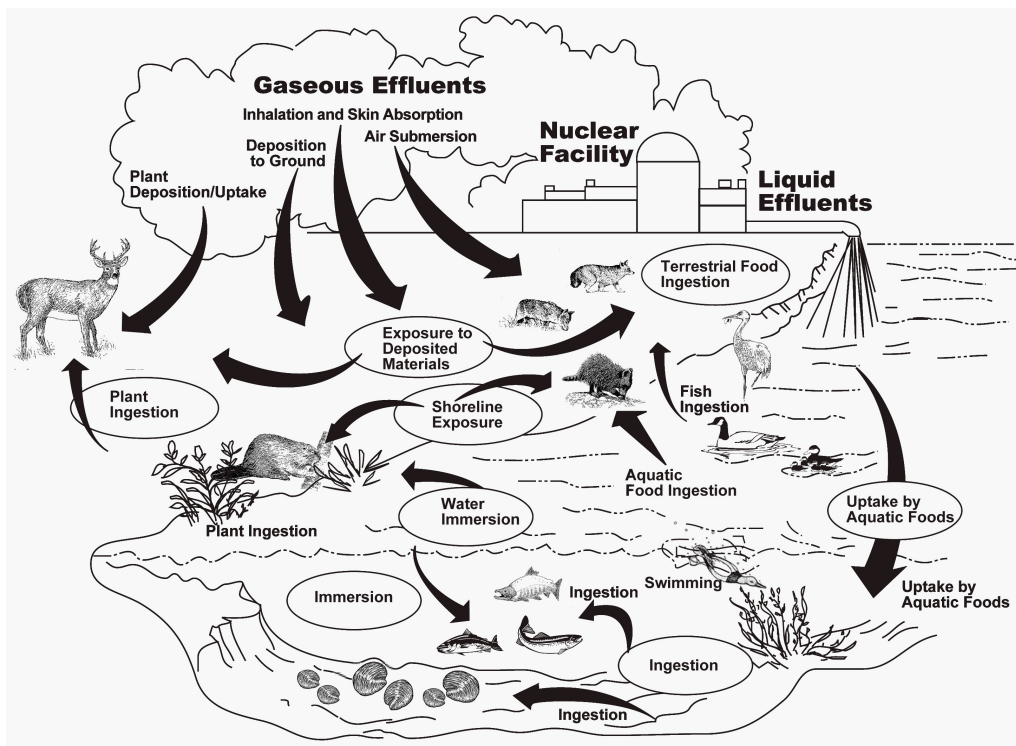 Gaseous Effluents
Inhalation and Skin Absorption
Air Submersion
Deposition
to Ground
Plant
Deposition/Uptake
Nuclear
Facility
Liquid
Effluents
Terrestrial Food
Ingestion
Exposure to
Deposited
Materials
Plant
Ingestion
Shoreline
Exposure
Fish
Ingestion
Aquatic
Food Ingestion
Water
Immersion
Uptake by
Aquatic Foods
Plant Ingestion
Immersion
Ingestion
Swimming
Uptake by
Aquatic Foods
Ingestion
Ingestion